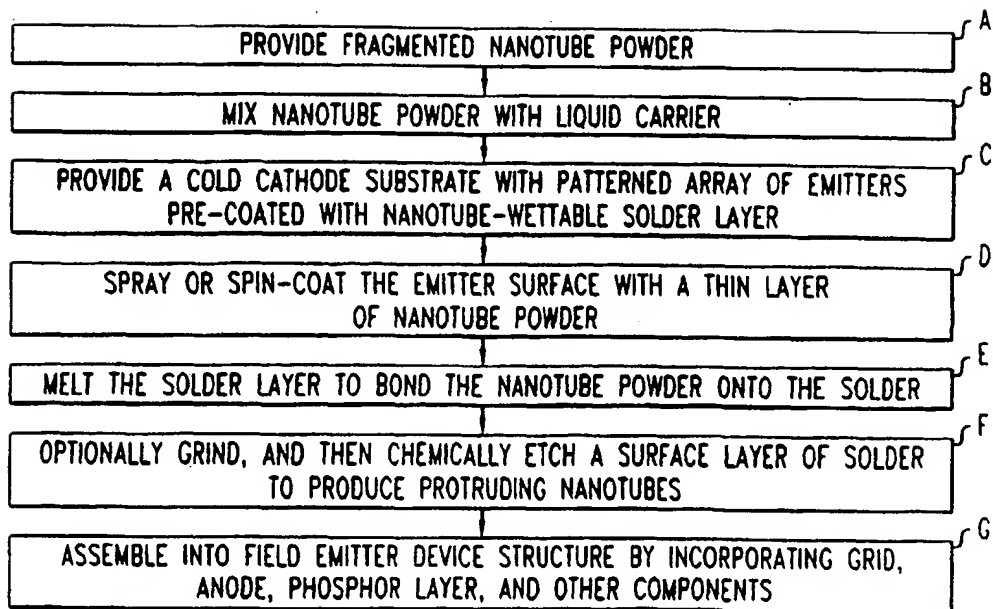 A
PROVIDE FRAGMENTED NANOTUBE POWDER
B
MIX NANOTUBE POWDER WITH LIQUID CARRIER
C
PROVIDE A COLD CATHODE SUBSTRATE WITH PATTERNED ARRAY OF EMITTERS
PRE-COATED WITH NANOTUBE-WETTABLE SOLDER LAYER
D
SPRAY OR SPIN-COAT THE EMITTER SURFACE WITH A THIN LAYER
OF NANOTUBE POWDER
E
MELT THE SOLDER LAYER TO BOND THE NANOTUBE POWDER ONTO THE SOLDER
F
OPTIONALLY GRIND, AND THEN CHEMICALLY ETCH A SURFACE LAYER OF SOLDER
TO PRODUCE PROTRUDING NANOTUBES
G
ASSEMBLE INTO FIELD EMITTER DEVICE STRUCTURE BY INCORPORATING GRID,
ANODE, PHOSPHOR LAYER, AND OTHER COMPONENTS